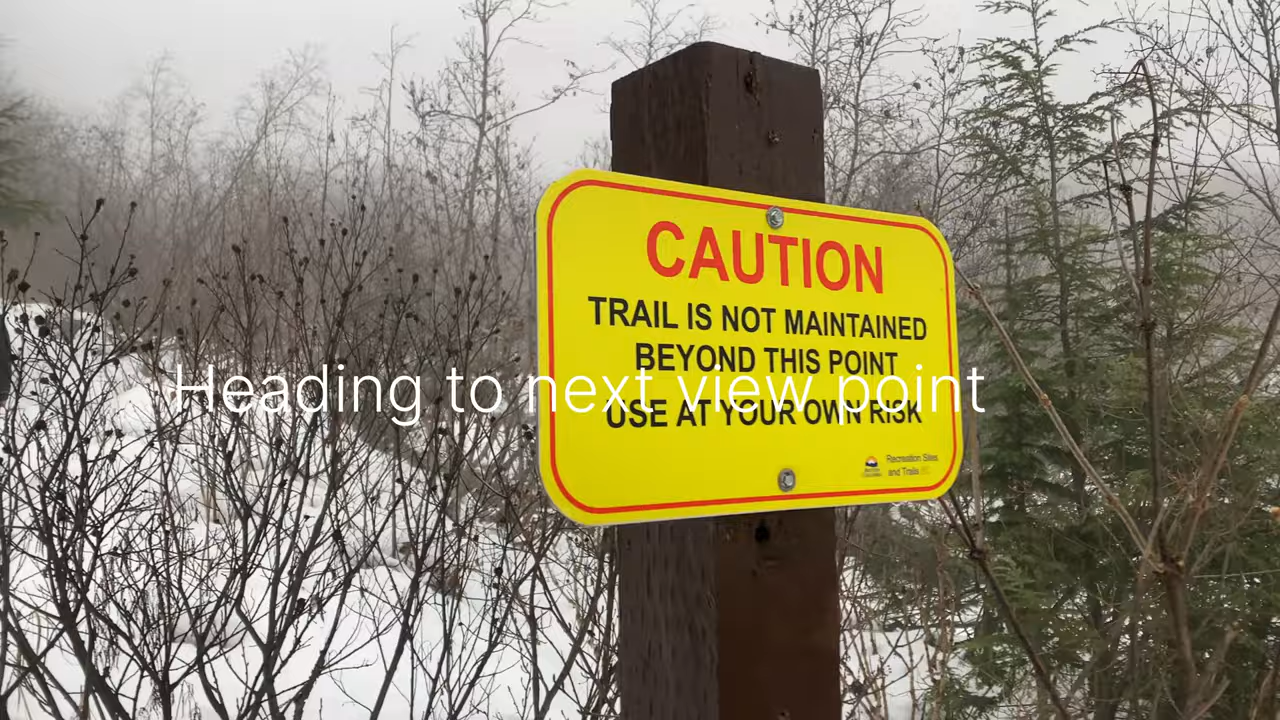 CAUTION
TRAIL IS NOT MAINTAINED
BEYOND THIS POINT
Heading to next view point
USE AT YOUR OWN RISK
Recreation Sites
and Trails BC